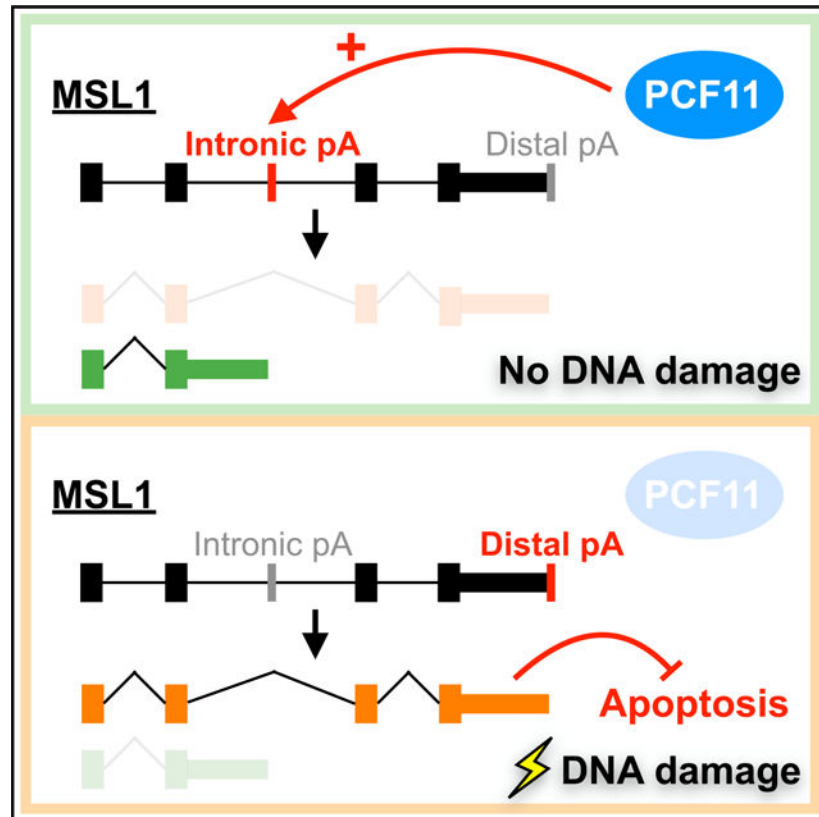 +
MSL1
PCF11
Intronic pA
Distal pA
No DNA damage
MSL1
PCF11
Intronic pA
Distal pA
Apoptosis
DNA damage